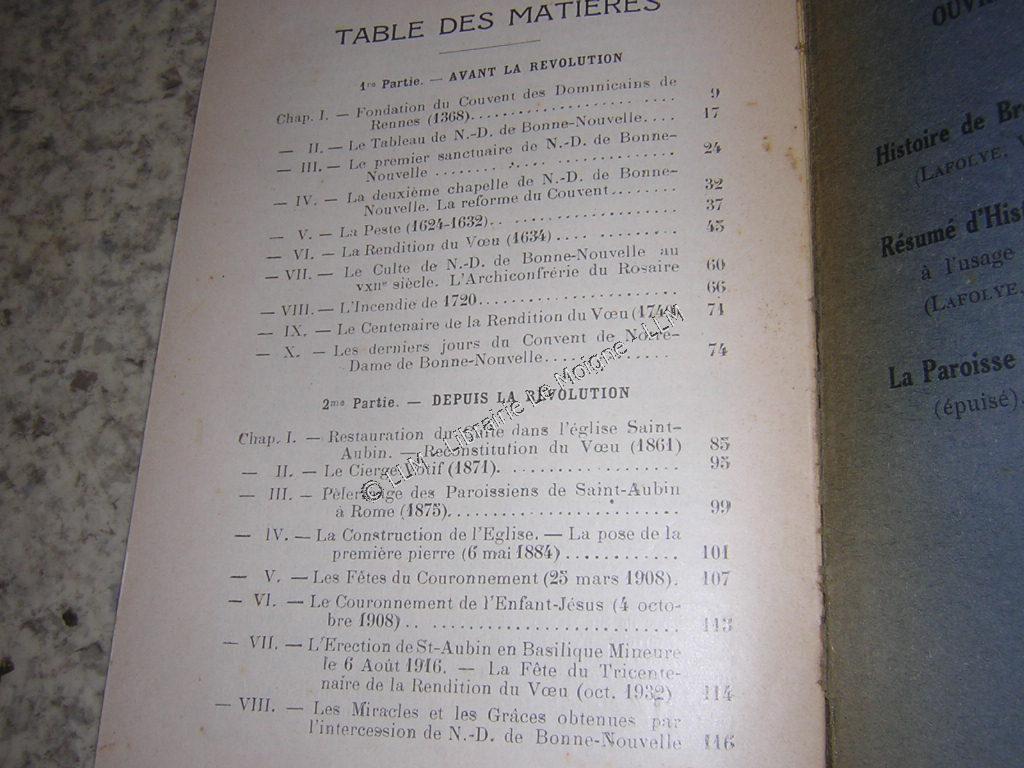 TABLE DES MATIÈRES
1re Partie. — AVANT LA REVOLUTION
Chap. I. — Fondation du Couvent des Dominicains de
Rennes (1368). 9
— II. — Le Tableau de N.-D. de Bonne-Nouvelle. 17
— III. — Le premier sanctuaire de N.-D. de Bonne-
Nouvelle 24
— IV. — La deuxième chapelle de N.-D. de Bonne-
Nouvelle. La reforme du Couvent 32
— V. — La Peste (1624-1632). 37
— VI. — La Rendition du Vœu (1634) 45
— VII. — Le Culte de N.-D. de Bonne-Nouvelle au
VXIIe siècle. L'Archiconfrérie du Rosaire 60
— VIII. — L'Incendie de 1720 66
— IX. — Le Centenaire de la Rendition du Vœu 71
— X. — Les derniers jours du Convent de Notre-
Dame de Bonne-Nouvelle 74
2me Partie. — DEPUIS LA RÉVOLUTION
Chap. I. — Restauration du dans l'église Saint-
Aubin. — Reconstitution du Vœu (1861) 85
— II. — Le Cierge (1871). 95
— III. — Pèlerinage des Paroissiens de Saint-Aubin
à Rome (1875). 99
— IV. — La Construction de l'Eglise. — La pose de la
première pierre (6 mai 1884) 101
— V. — Les Fêtes du Couronnement (25 mars 1908). 107
— VI. — Le Couronnement de l'Enfant-Jésus (4 octo-
bre 1908) 113
— VII. — L'Erection de St-Aubin en Basilique Mineure
le 6 Août 1916. — La Fête du Tricente-
naire de la Rendition du Vœu (oct. 1932) 114
— VIII. — Les Miracles et les Grâces obtenues par
l'intercession de N.-D. de Bonne-Nouvelle 116
© LLM - Librairie Le Moigne - LLM
OUVR
Histoire de Br
(LAFOLYE, V
Résumé d'Hist
à l'usage
(LAFOLYE,
La Paroisse
(épuisé).